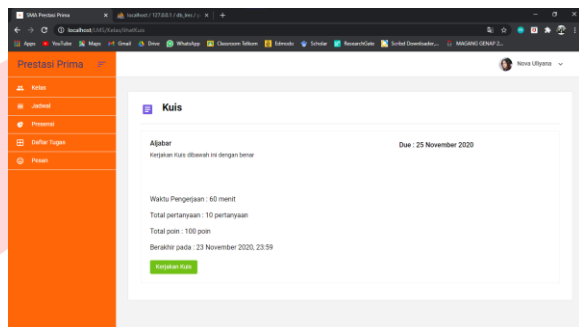 SMA Prestasi Prima
localhost / 127.0.0.1 / db_lms / j
localhost:1345/Kelas/lihatKuis
Apps YouTube Maps Gmail Drive WhatsApp Classroom Telkom Edmodo Scholar ResearchGate Scribd Downloader,... MAGANG GENAP 2...
Prestasi Prima
Nova Ullyana
Kelas
Jadwal
Presensi
Daftar Tugas
Pesan
Kuis
Aljabar
Due : 25 November 2020
Kerjakan Kuis dibawah ini dengan benar
Waktu Pengerjaan : 60 menit
Total pertanyaan : 10 pertanyaan
Total poin : 100 poin
Berakhir pada : 23 November 2020, 23:59
Kerjakan Kuis